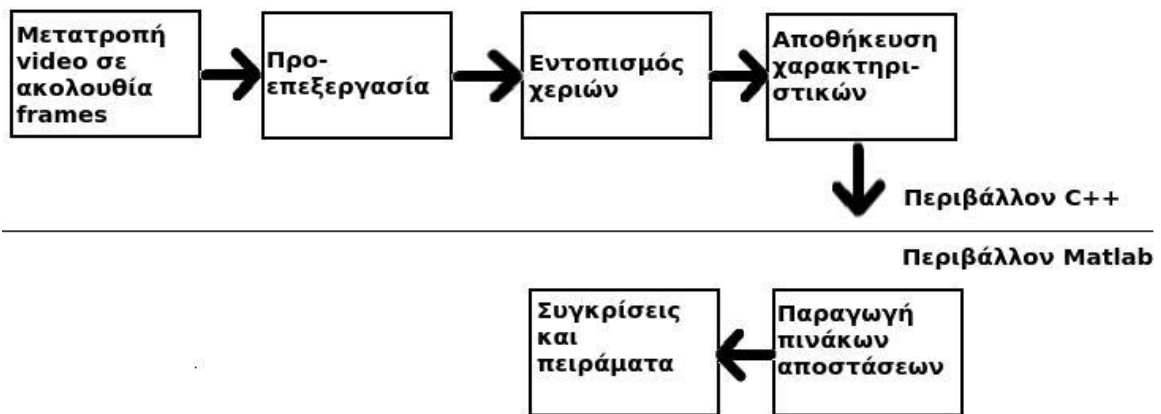 Μετατροπή
video σε
ακολουθία
frames
Προ-
επεξεργασία
Εντοπισμός
χεριών
Αποθήκευση
χαρακτηρι-
στικών
Περιβάλλον C++
Περιβάλλον Matlab
Παραγωγή
πινάκων
αποστάσεων
Συγκρίσεις
και
πειράματα